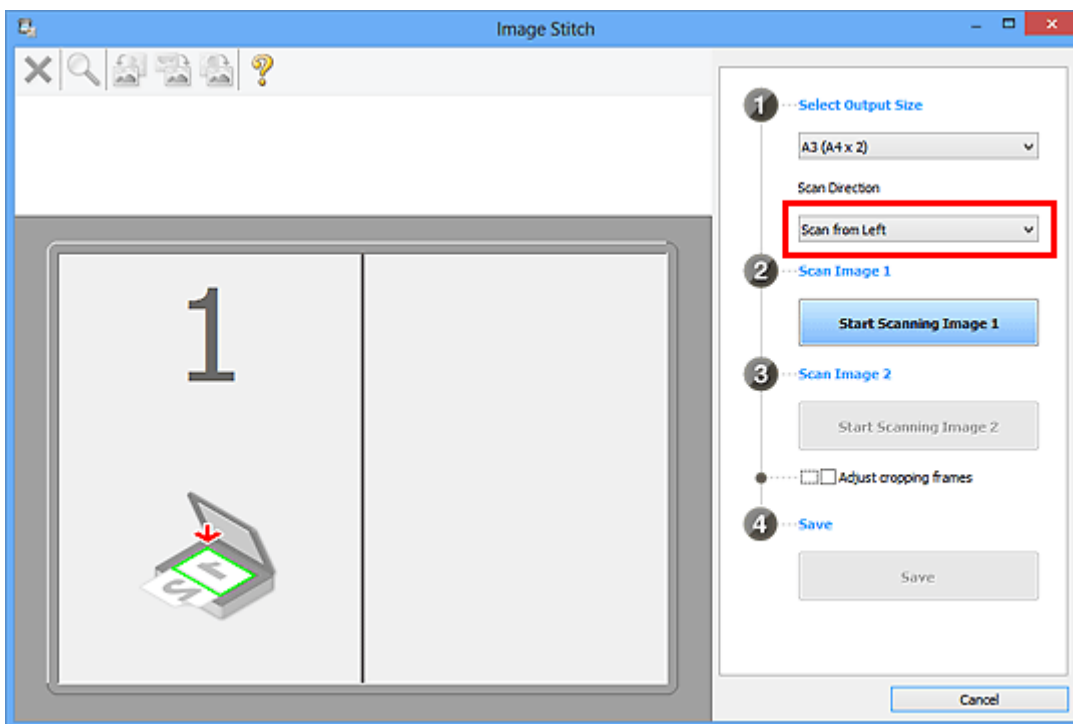 Image Stitch
1 Select Output Size
A3 (A4 x 2)
Scan Direction
Scan from Left
2 Scan Image 1
Start Scanning Image 1
3 Scan Image 2
Start Scanning Image 2
Adjust cropping frames
4 Save
Save
Cancel
1
1
2